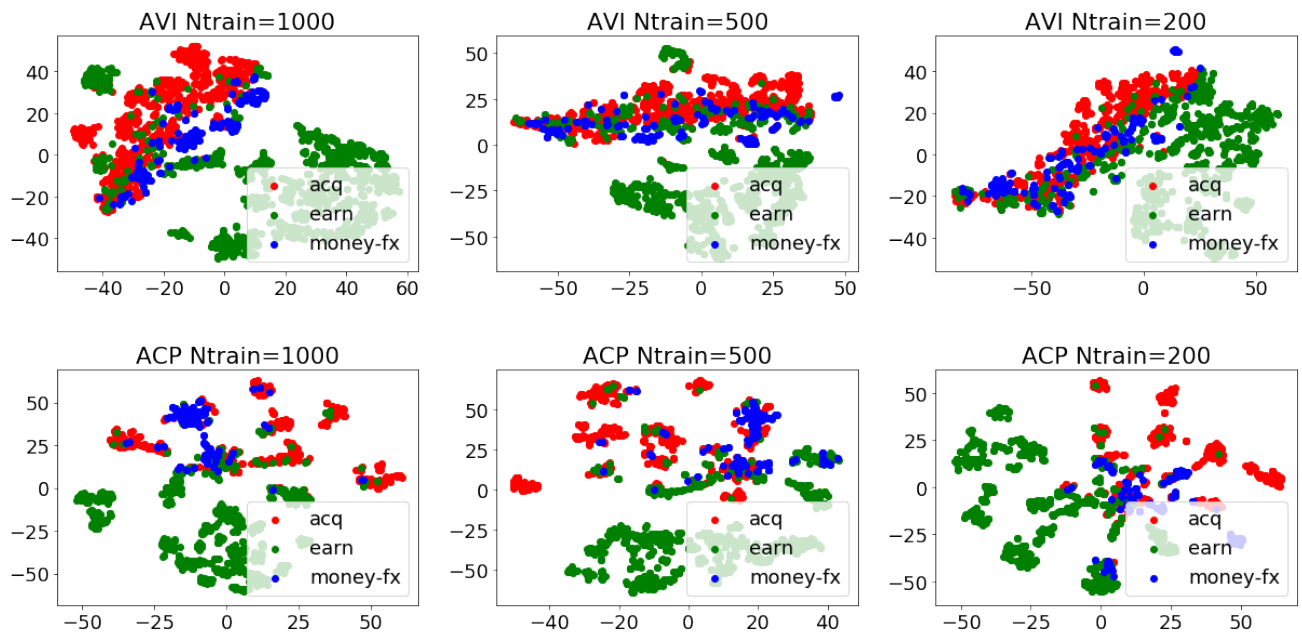 AVI Ntrain=1000
40
20
0
−20
−40
−40
−20
0
20
40
60
acq
earn
money-fx
AVI Ntrain=500
50
25
0
−25
−50
−50
−25
0
25
50
acq
earn
money-fx
AVI Ntrain=200
40
20
0
−20
−40
−50
0
50
acq
earn
money-fx
ACP Ntrain=1000
50
25
0
−25
−50
−50
−25
0
25
50
acq
earn
money-fx
ACP Ntrain=500
50
25
0
−25
−50
−40
−20
0
20
40
acq
earn
money-fx
ACP Ntrain=200
50
25
0
−25
−50
−50
−25
0
25
50
acq
earn
money-fx